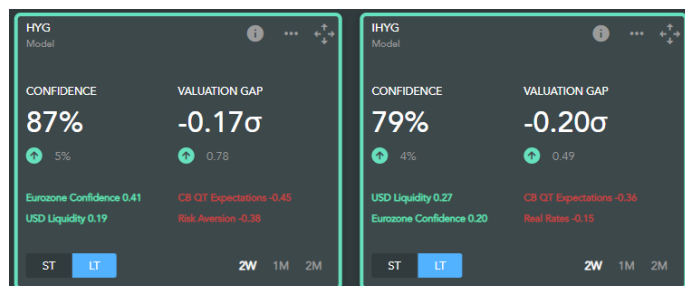 HYG
Model
CONFIDENCE VALUATION GAP
87% -0.17σ
5% 0.78
Eurozone Confidence 0.41 CB QT Expectations -0.45
USD Liquidity 0.19 Risk Aversion -0.38
ST LT 2W 1M 2M
IHYG
Model
CONFIDENCE VALUATION GAP
79% -0.20σ
4% 0.49
USD Liquidity 0.27 CB QT Expectations -0.36
Eurozone Confidence 0.20 Real Rates -0.15
ST LT 2W 1M 2M